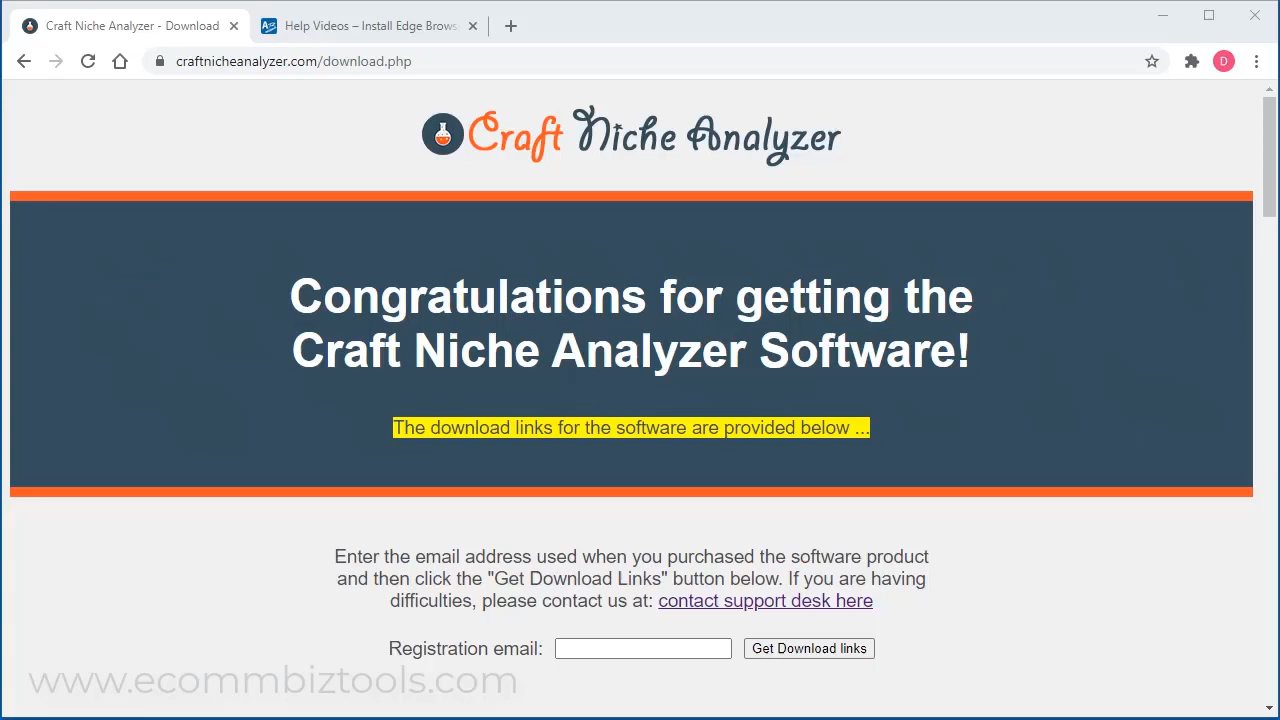 Craft Niche Analyzer - Download
Help Videos – Install Edge Brows
craftnicheanalyzer.com/download.php
D
Craft Niche Analyzer
Congratulations for getting the
Craft Niche Analyzer Software!
The download links for the software are provided below ...
Enter the email address used when you purchased the software product
and then click the "Get Download Links" button below. If you are having
difficulties, please contact us at: contact support desk here
Registration email: Get Download links
www.ecommbiztools.com